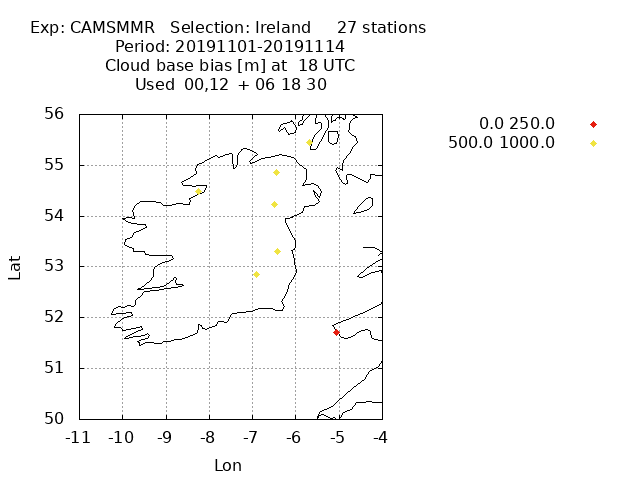 Exp: CAMSMMR   Selection: Ireland     27 stations
Period: 20191101-20191114
Cloud base bias [m] at  18 UTC
Used  00,12  + 06 18 30
0.0 250.0
500.0 1000.0
56
55
54
53
52
51
50
-11 -10 -9 -8 -7 -6 -5 -4
Lat
Lon